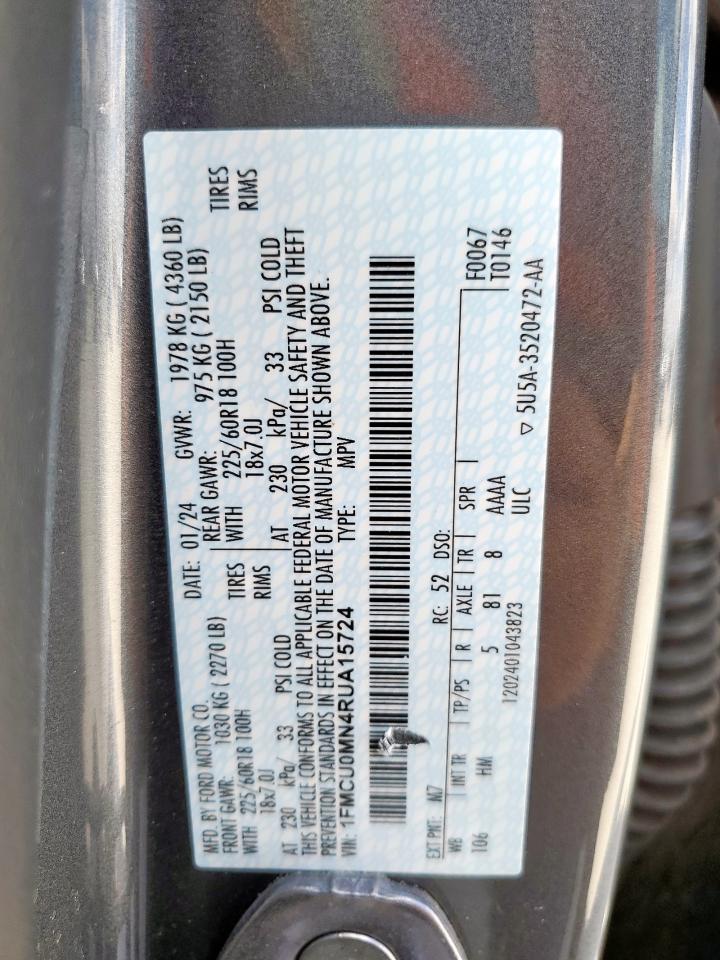 MFD. BY FORD MOTOR CO. DATE: 01/24 GVWR: 1978 KG ( 4360 LB)
FRONT GAWR: 1030 KG ( 2270 LB) REAR GAWR: 975 KG ( 2150 LB)
WITH 225/60R18 100H TIRES WITH 225/60R18 100H TIRES
18x7.0J RIMS 18x7.0J RIMS
AT 230 kPa/ 33 PSI COLD AT 230 kPa/ 33 PSI COLD
THIS VEHICLE CONFORMS TO ALL APPLICABLE FEDERAL MOTOR VEHICLE SAFETY AND THEFT
PREVENTION STANDARDS IN EFFECT ON THE DATE OF MANUFACTURE SHOWN ABOVE.
VIN: 1FMCU0MN4RUA15724 TYPE: MPV
EXT PNT: M7 RC: 52 DSO:
WB INT TR TP/PS R AXLE TR SPR F0067
106 HM 5 81 8 AAAA T0146
ULC
1202401043823
▽ 5U5A-3520472-AA